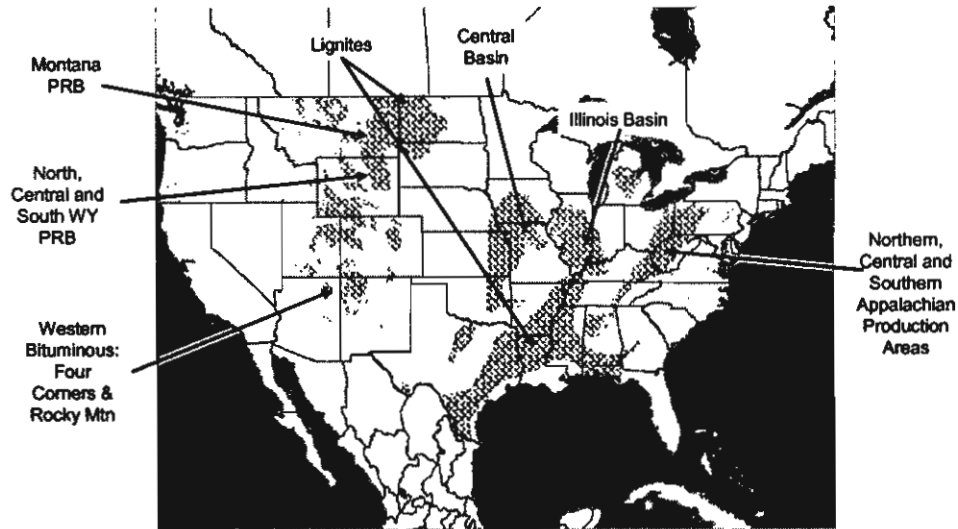 Lignites
Central
Basin
Montana
PRB
Illinois Basin
North,
Central and
South WY
PRB
Northern,
Central and
Southern
Appalachian
Production
Areas
Western
Bituminous:
Four
Corners &
Rocky Mtn